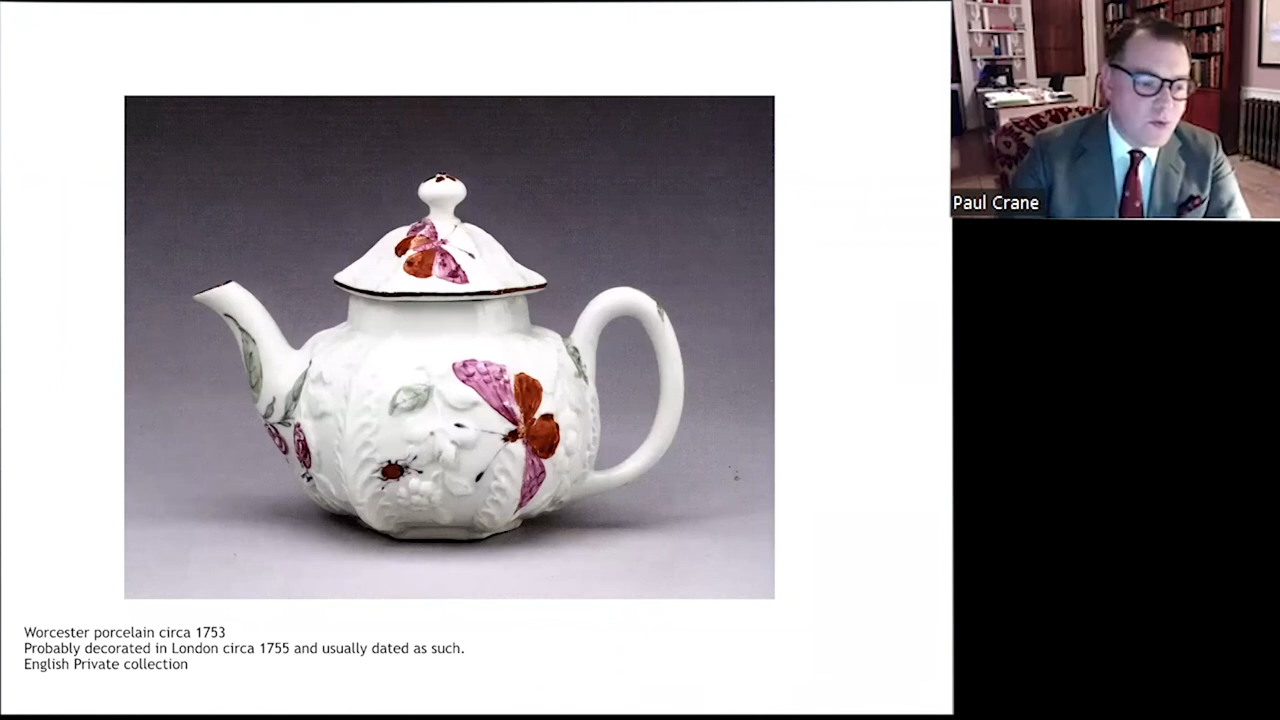 Paul Crane
Worcester porcelain circa 1753
Probably decorated in London circa 1755 and usually dated as such.
English Private collection